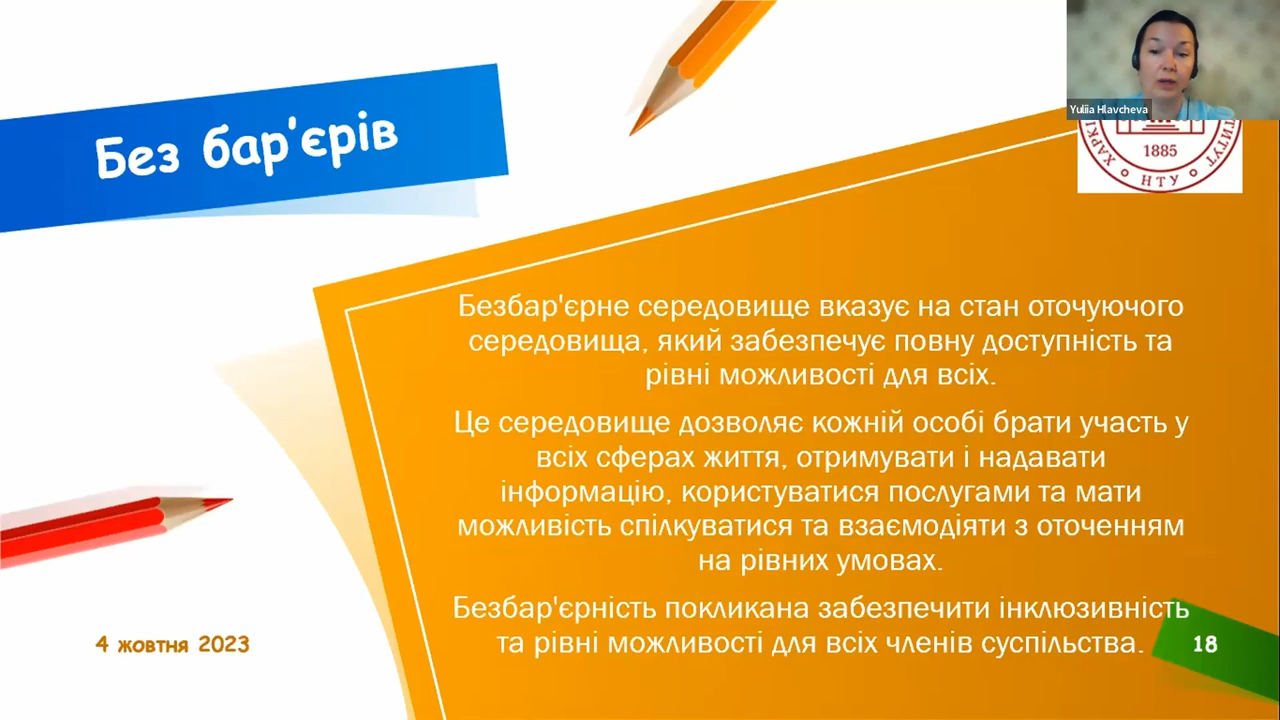 Yuliia Hlavcheva
Без бар'єрів
1885
НТУ
Безбар'єрне середовище вказує на стан оточуючого
середовища, який забезпечує повну доступність та
рівні можливості для всіх.
Це середовище дозволяє кожній особі брати участь у
всіх сферах життя, отримувати і надавати
інформацію, користуватися послугами та мати
можливість спілкуватися та взаємодіяти з оточенням
на рівних умовах.
Безбар'єрність покликана забезпечити інклюзивність
та рівні можливості для всіх членів суспільства.
4 жовтня 2023
18